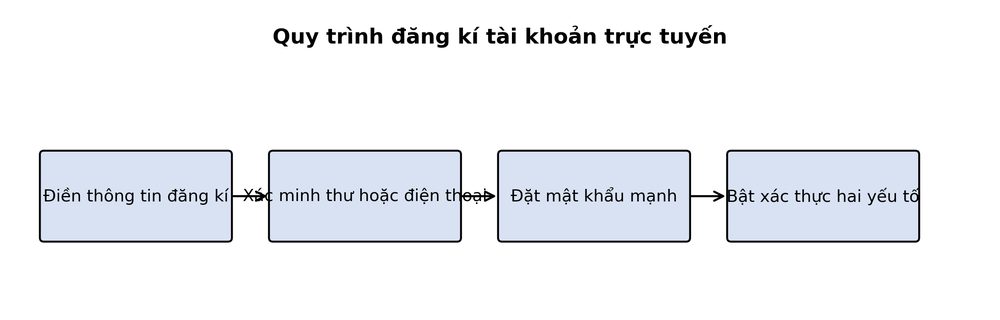 Quy trình đăng kí tài khoản trực tuyến
Điền thông tin đăng kí
Xác minh thư hoặc điện thoại
Đặt mật khẩu mạnh
Bật xác thực hai yếu tố